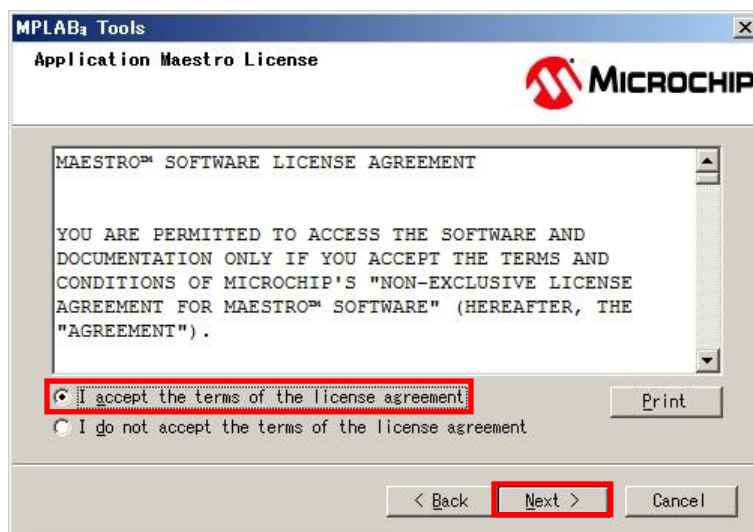 MPLAB® Tools
Application Maestro License
MICROCHIP
MAESTRO™ SOFTWARE LICENSE AGREEMENT
YOU ARE PERMITTED TO ACCESS THE SOFTWARE AND
DOCUMENTATION ONLY IF YOU ACCEPT THE TERMS AND
CONDITIONS OF MICROCHIP'S "NON-EXCLUSIVE LICENSE
AGREEMENT FOR MAESTRO™ SOFTWARE" (HEREAFTER, THE
"AGREEMENT").
I accept the terms of the license agreement
Print
I do not accept the terms of the license agreement
< Back Next > Cancel